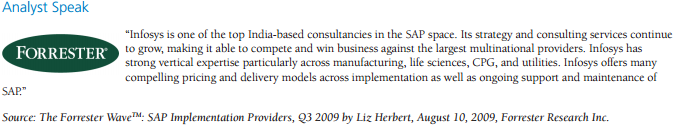 Analyst Speak
FORRESTER®
“Infosys is one of the top India-based consultancies in the SAP space. Its strategy and consulting services continue
to grow, making it able to compete and win business against the largest multinational providers. Infosys has
strong vertical expertise particularly across manufacturing, life sciences, CPG, and utilities. Infosys offers many
compelling pricing and delivery models across implementation as well as ongoing support and maintenance of
SAP.”
Source: The Forrester Wave™: SAP Implementation Providers, Q3 2009 by Liz Herbert, August 10, 2009, Forrester Research Inc.